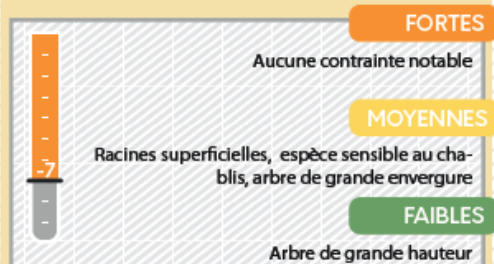 FORTES
Aucune contrainte notable
MOYENNES
-7
Racines superficielles, espèce sensible au cha-
blis, arbre de grande envergure
FAIBLES
Arbre de grande hauteur